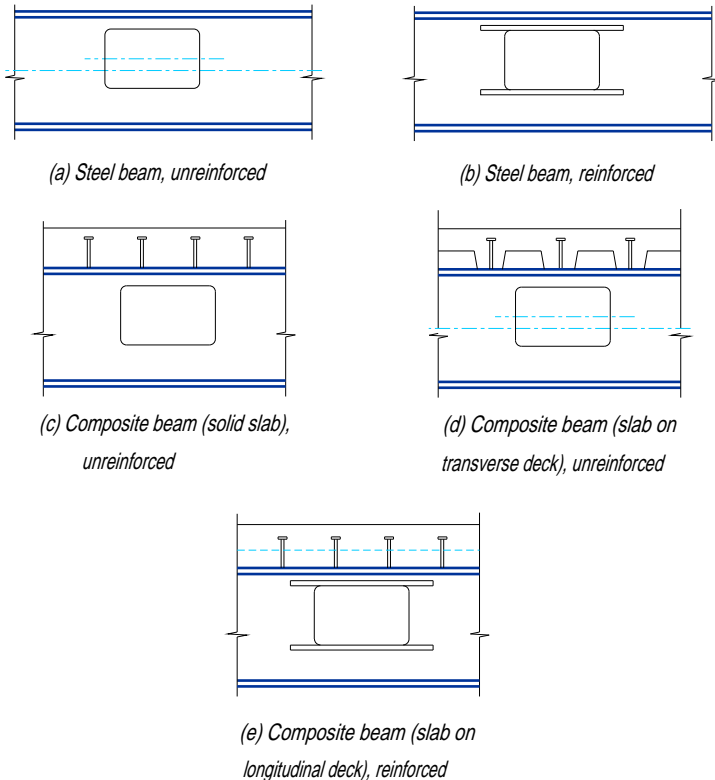 (a) Steel beam, unreinforced
(b) Steel beam, reinforced
(c) Composite beam (solid slab),
unreinforced
(d) Composite beam (slab on
transverse deck), unreinforced
(e) Composite beam (slab on
longitudinal deck), reinforced